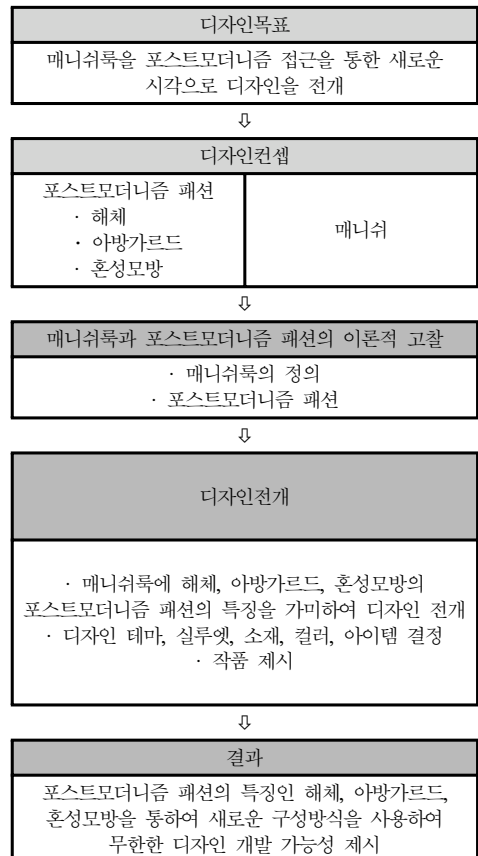 디자인목표
매니쉬룩을 포스트모더니즘 접근을 통한 새로운
시각으로 디자인을 전개
⇩
디자인컨셉
포스트모더니즘 패션
· 해체
· 아방가르드
· 혼성모방
매니쉬
⇩
매니쉬룩과 포스트모더니즘 패션의 이론적 고찰
· 매니쉬룩의 정의
· 포스트모더니즘 패션
⇩
디자인전개
· 매니쉬룩에 해체, 아방가르드, 혼성모방의
포스트모더니즘 패션의 특징을 가미하여 디자인 전개
· 디자인 테마, 실루엣, 소재, 컬러, 아이템 결정
· 작품 제시
⇩
결과
포스트모더니즘 패션의 특징인 해체, 아방가르드,
혼성모방을 통하여 새로운 구성방식을 사용하여
무한한 디자인 개발 가능성 제시